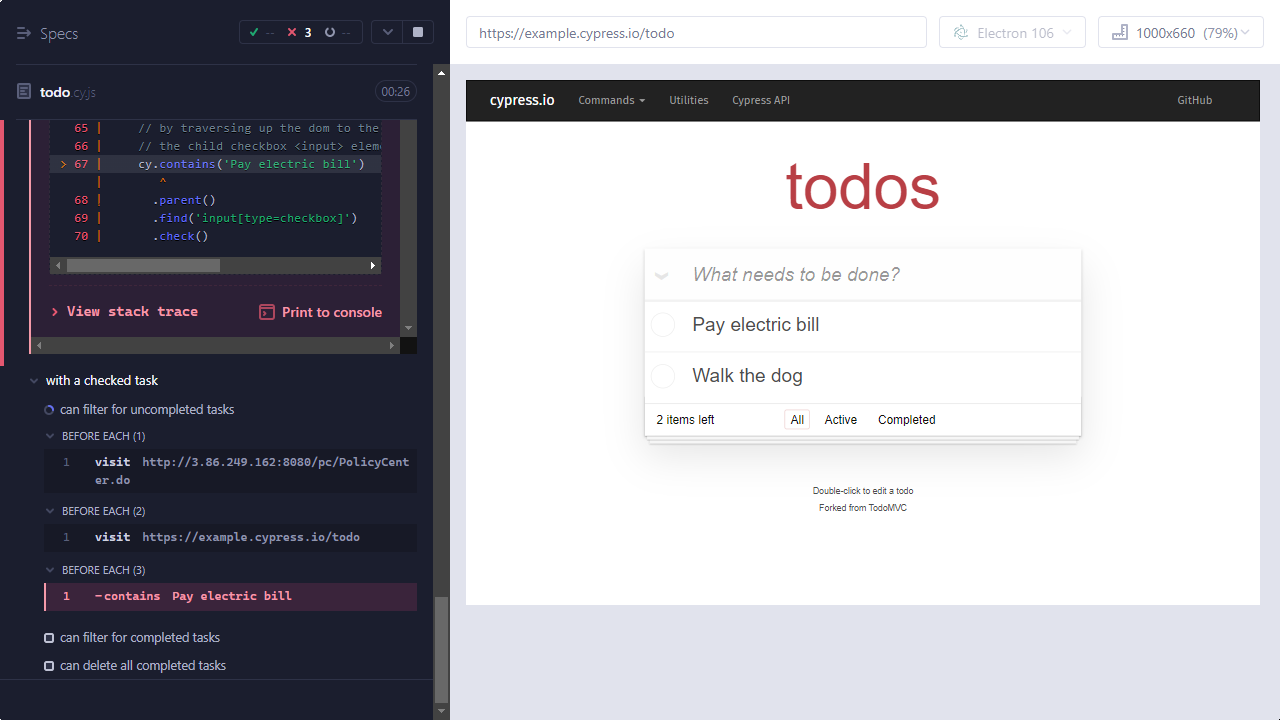 Specs
-- 3 --
todo.cy.js
00:26
65 | // by traversing up the dom to the
66 | // the child checkbox <input> elem
> 67 | cy.contains('Pay electric bill')
| ^
68 | .parent()
69 | .find('input[type=checkbox]')
70 | .check()
View stack trace
Print to console
with a checked task
can filter for uncompleted tasks
BEFORE EACH (1)
1 visit http://3.86.249.162:8080/pc/PolicyCent
er.do
BEFORE EACH (2)
1 visit https://example.cypress.io/todo
BEFORE EACH (3)
1 -contains Pay electric bill
can filter for completed tasks
can delete all completed tasks
https://example.cypress.io/todo
Electron 106
1000x660 (79%)
cypress.io Commands Utilities Cypress API GitHub
todos
What needs to be done?
Pay electric bill
Walk the dog
2 items left All Active Completed
Double-click to edit a todo
Forked from TodoMVC